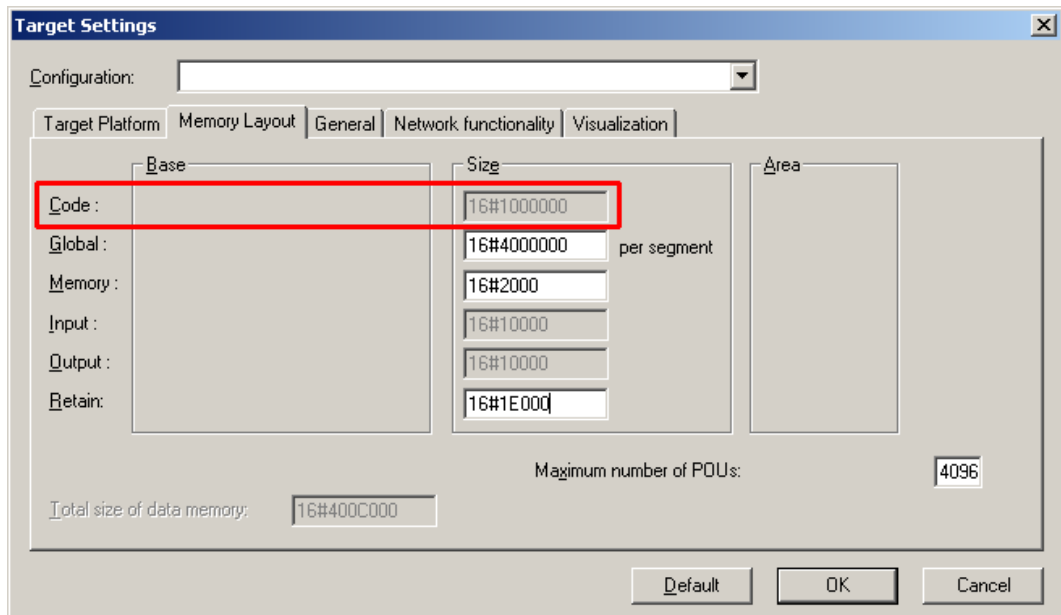 Target Settings
Configuration:
Target Platform Memory Layout General Network functionality Visualization
Base Size Area
Code : 16#1000000
Global : 16#4000000 per segment
Memory : 16#2000
Input : 16#10000
Output : 16#10000
Retain: 16#1E000
Maximum number of POUs: 4096
Total size of data memory: 16#400C000
Default OK Cancel